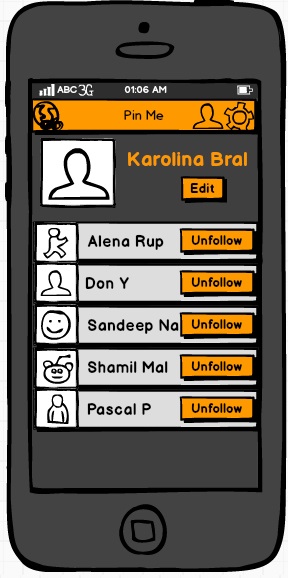 ABC 3G 01:06 AM
Pin Me
Karolina Bral
Edit
Alena Rup Unfollow
Don Y Unfollow
Sandeep Na Unfollow
Shamil Mal Unfollow
Pascal P Unfollow